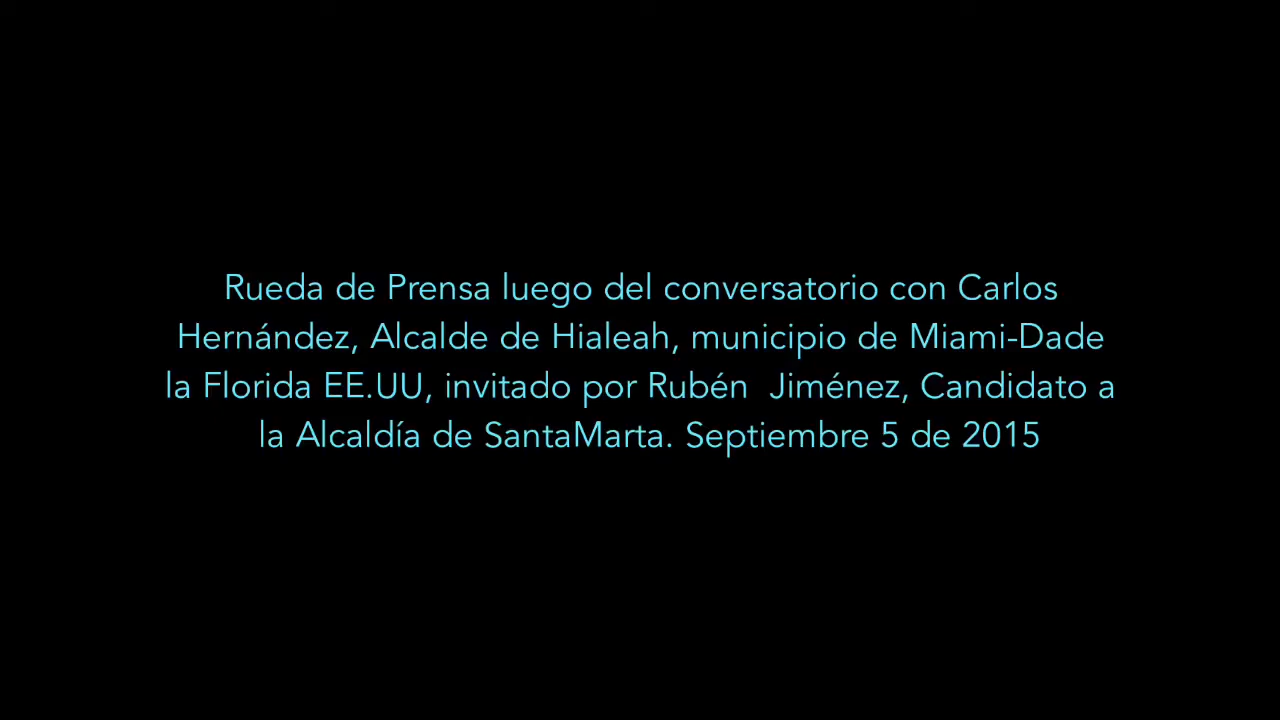 Rueda de Prensa luego del conversatorio con Carlos
Hernández, Alcalde de Hialeah, municipio de Miami-Dade
la Florida EE.UU, invitado por Rubén  Jiménez, Candidato a
la Alcaldía de SantaMarta. Septiembre 5 de 2015